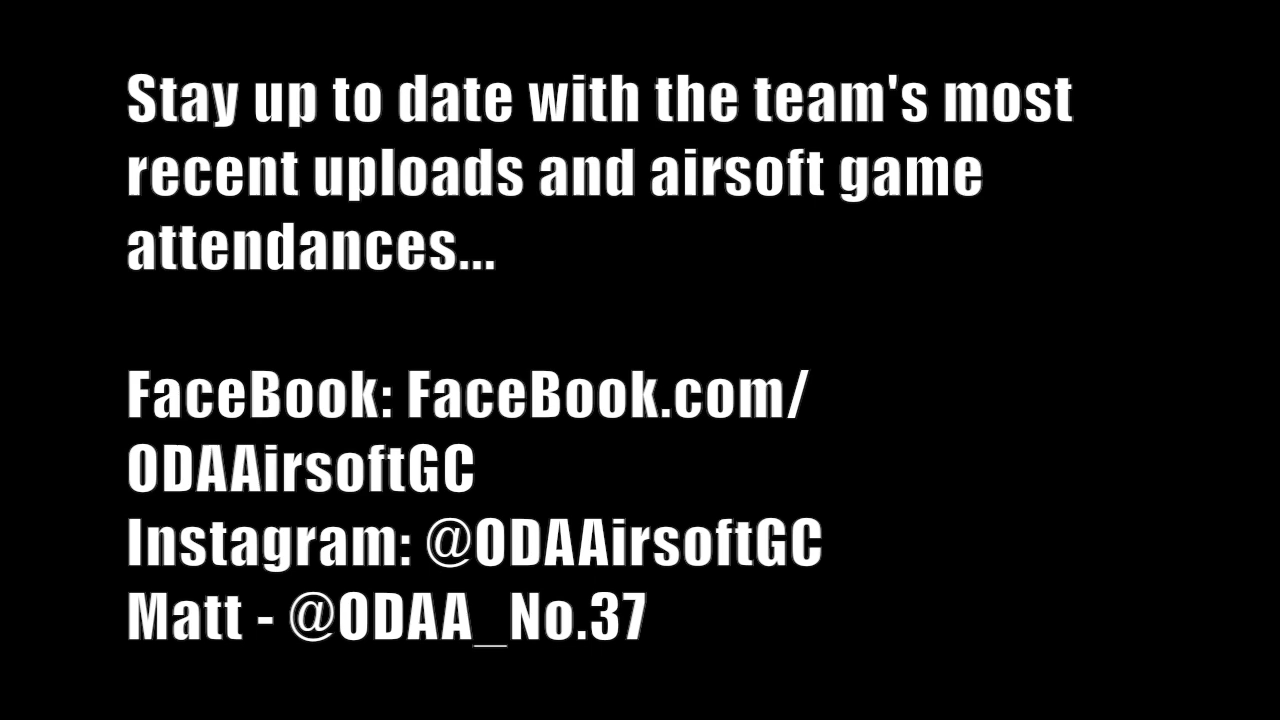 Stay up to date with the team's most
recent uploads and airsoft game
attendances...
FaceBook: FaceBook.com/
ODAAirsoftGC
Instagram: @ODAAirsoftGC
Matt - @ODAA_No.37